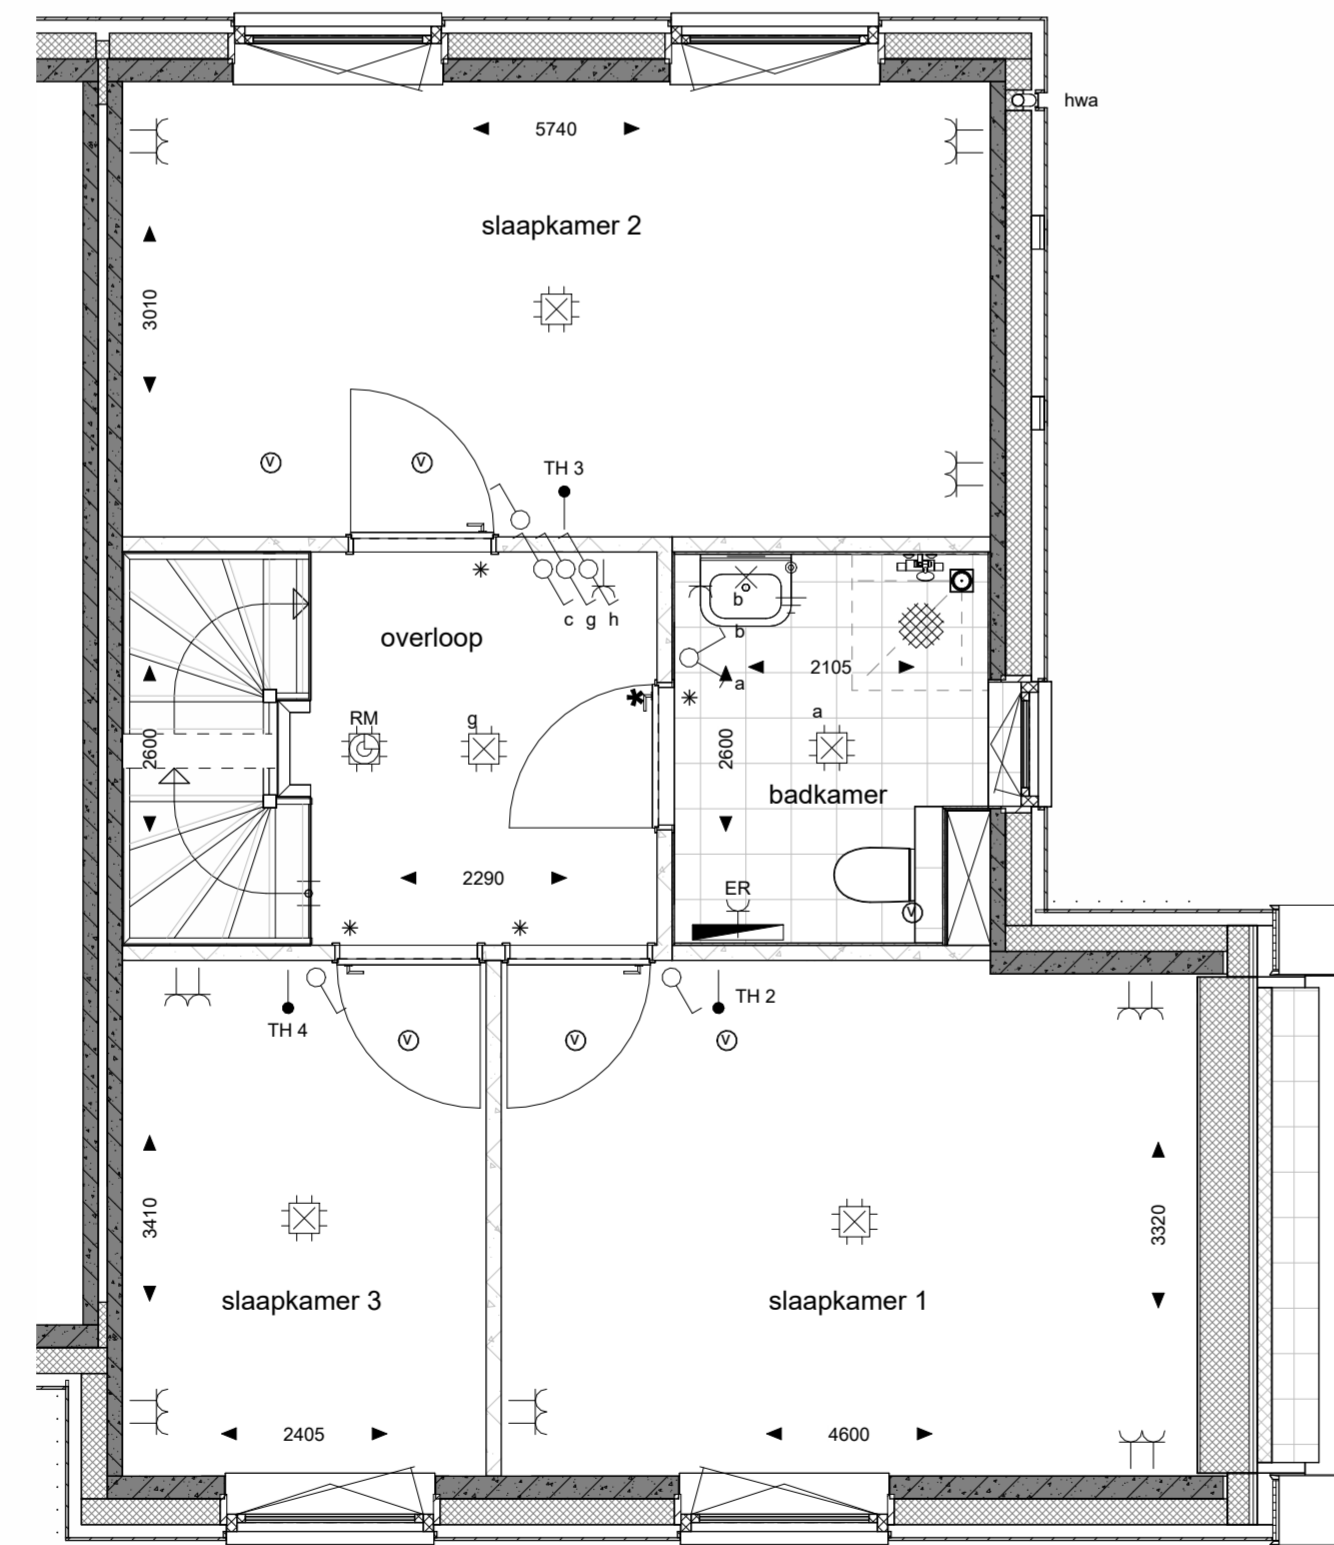 hwa
5740
slaapkamer 2
3010
V
V
TH 3
c g h
overloop
b
b
a
2105
RM
g
a
2600
2600
badkamer
2290
ER
V
TH 4
TH 2
V
V
V
3410
3320
slaapkamer 3
slaapkamer 1
2405
4600